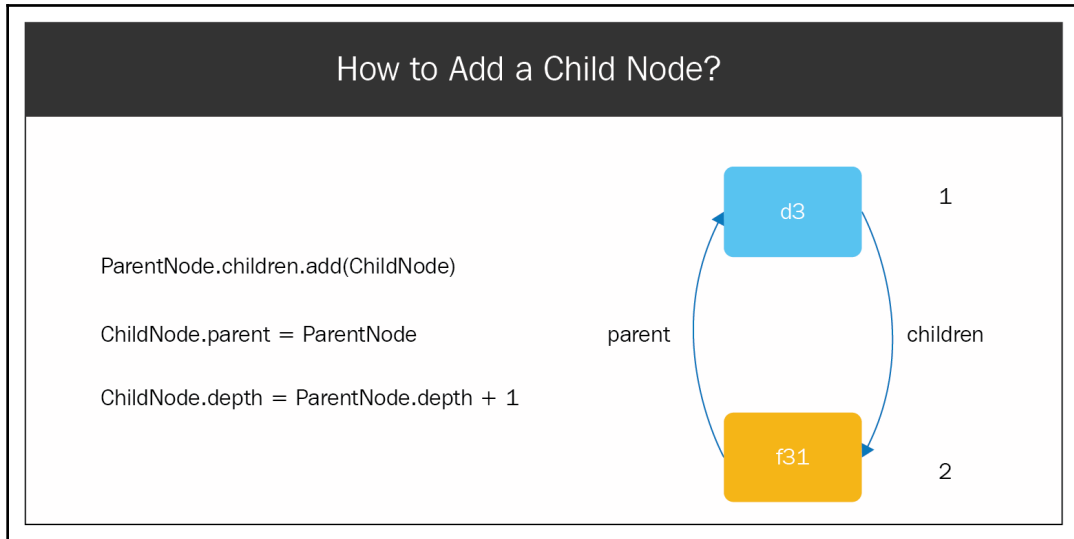 How to Add a Child Node?
d3
1
ParentNode.children.add(ChildNode)
ChildNode.parent = ParentNode
parent
children
ChildNode.depth = ParentNode.depth + 1
f31
2